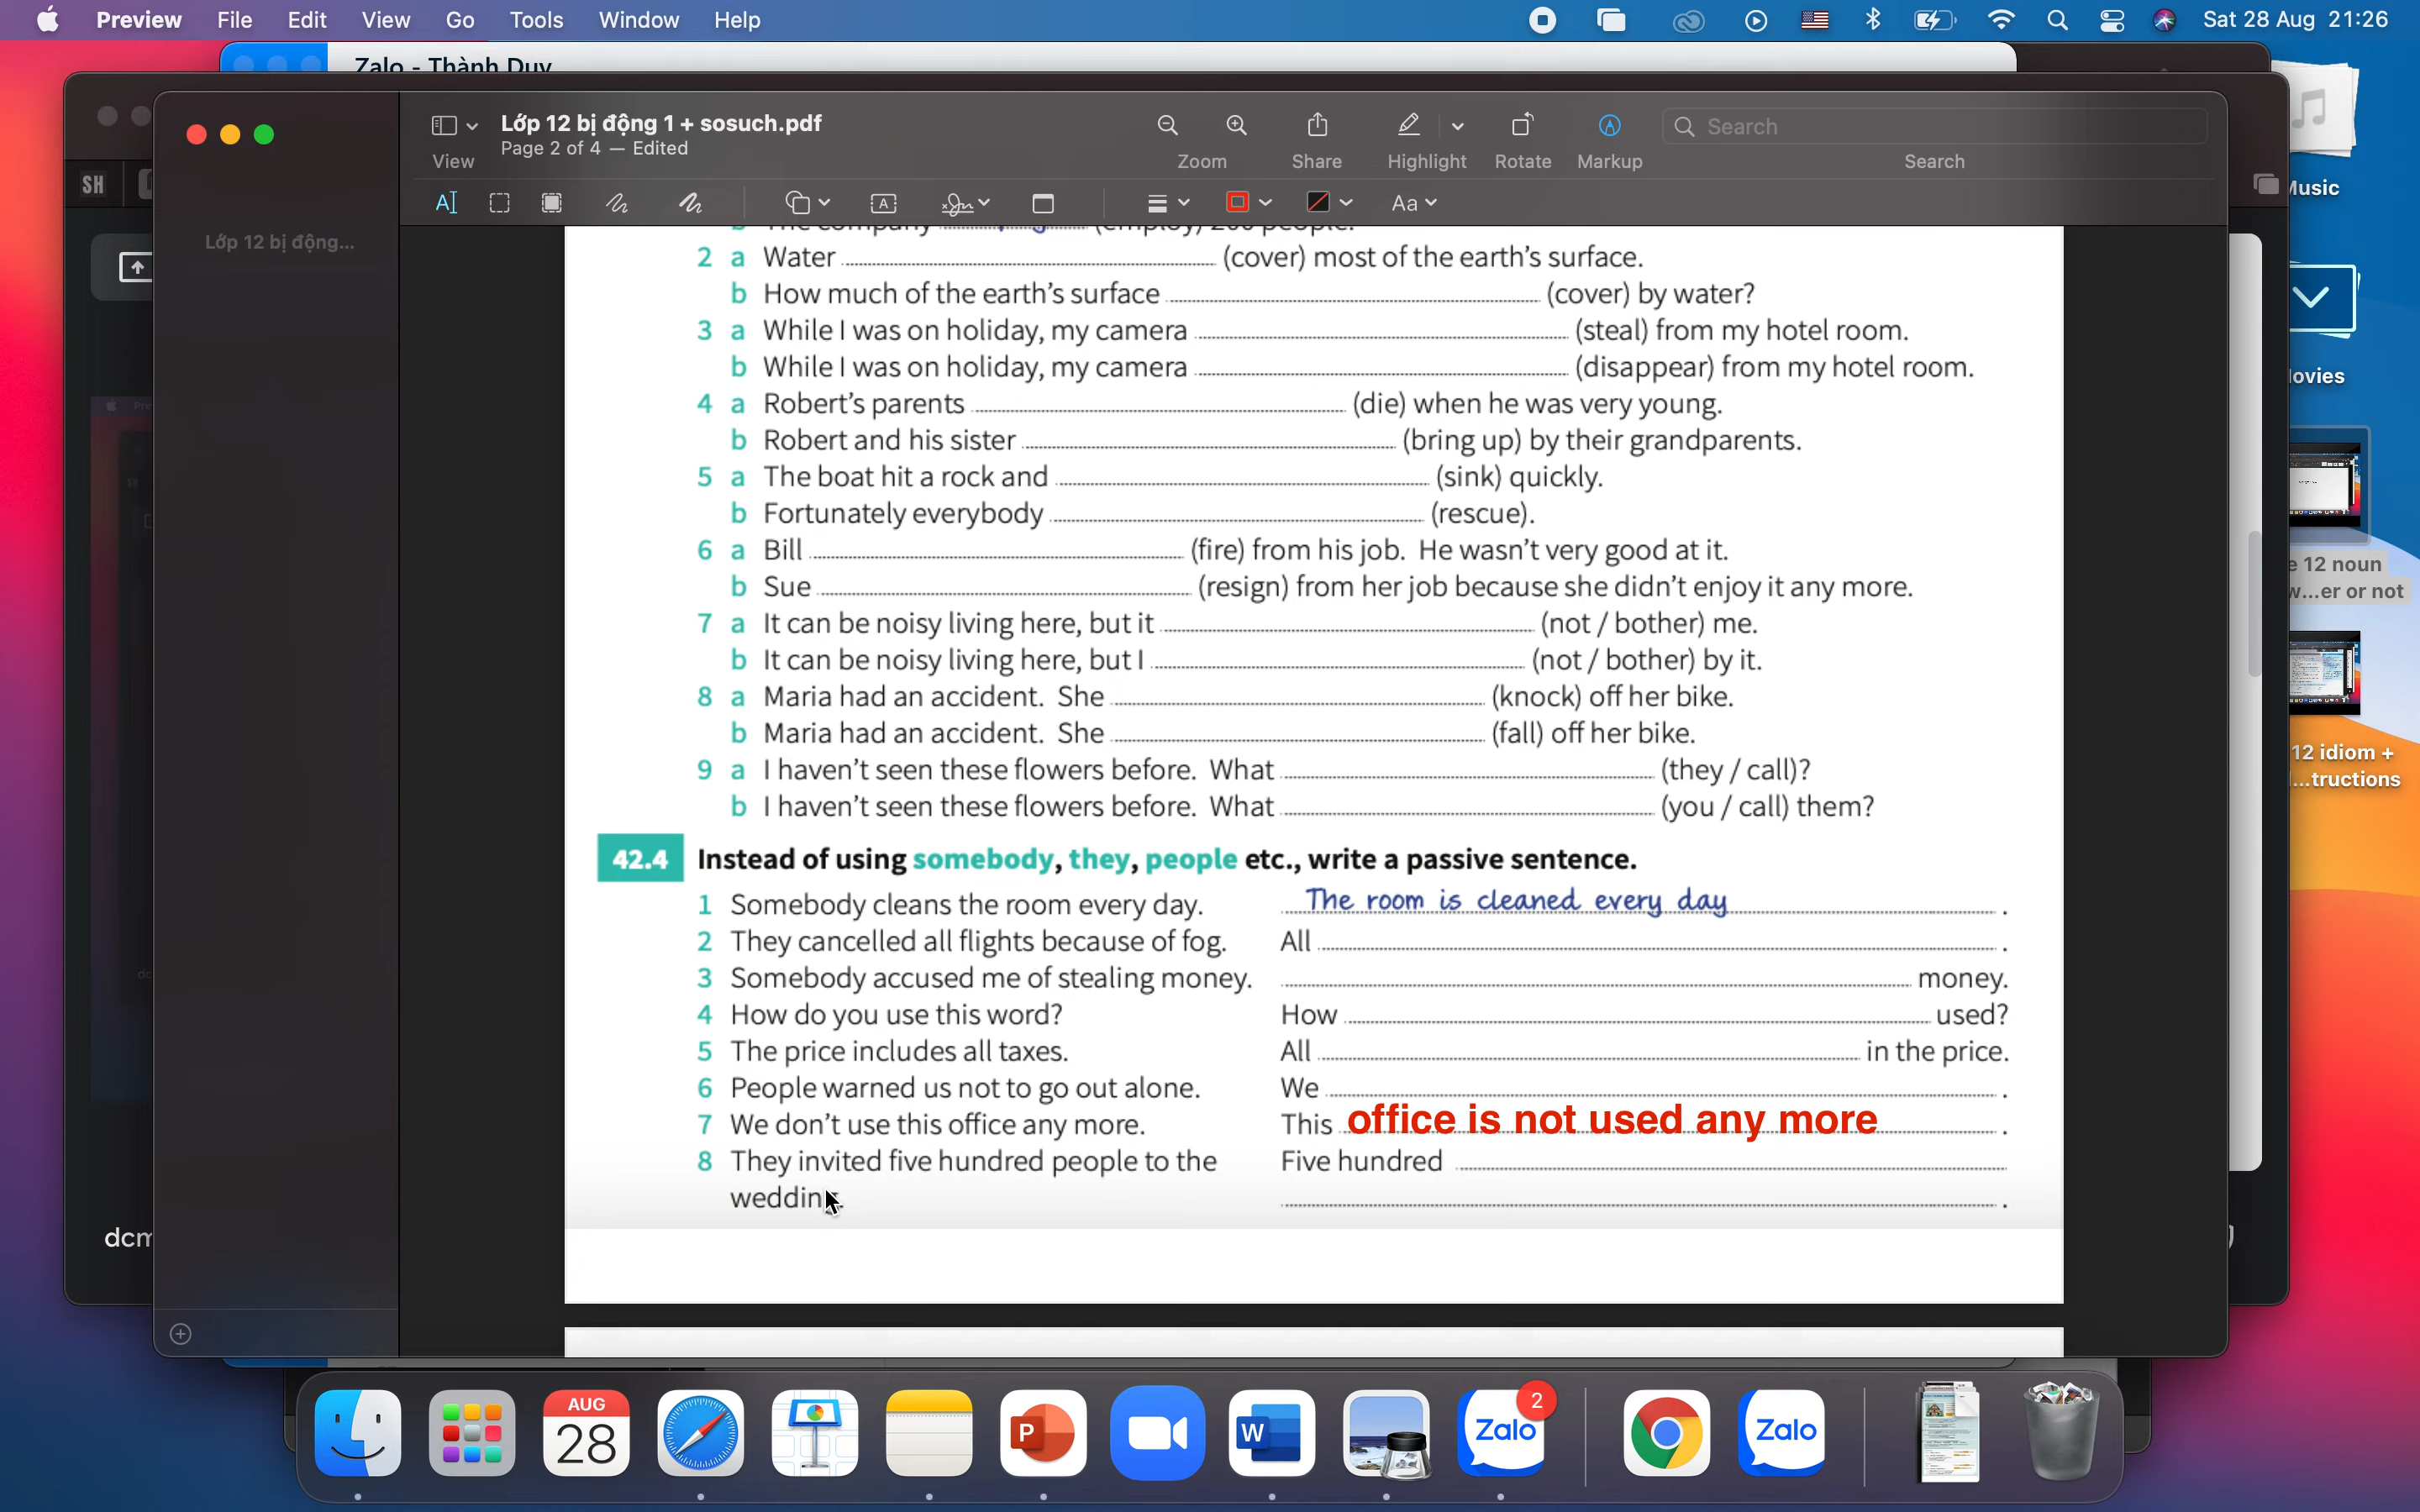 Preview File Edit View Go Tools Window Help Sat 28 Aug 21:26
Zalo - Thành Duy
Lớp 12 bị động 1 + sosuch.pdf
Page 2 of 4 — Edited
View Zoom Share Highlight Rotate Markup Search
Search
SH
Aa
Lớp 12 bị động...
The company (employ) 200 people.
2 a Water (cover) most of the earth's surface.
b How much of the earth's surface (cover) by water?
3 a While I was on holiday, my camera (steal) from my hotel room.
b While I was on holiday, my camera (disappear) from my hotel room.
4 a Robert's parents (die) when he was very young.
b Robert and his sister (bring up) by their grandparents.
5 a The boat hit a rock and (sink) quickly.
b Fortunately everybody (rescue).
6 a Bill (fire) from his job. He wasn't very good at it.
b Sue (resign) from her job because she didn't enjoy it any more.
7 a It can be noisy living here, but it (not / bother) me.
b It can be noisy living here, but I (not / bother) by it.
8 a Maria had an accident. She (knock) off her bike.
b Maria had an accident. She (fall) off her bike.
9 a I haven't seen these flowers before. What (they / call)?
b I haven't seen these flowers before. What (you / call) them?
42.4 Instead of using somebody, they, people etc., write a passive sentence.
1 Somebody cleans the room every day. The room is cleaned every day.
2 They cancelled all flights because of fog. All .
3 Somebody accused me of stealing money. money.
4 How do you use this word? How used?
5 The price includes all taxes. All in the price.
6 People warned us not to go out alone. We .
7 We don't use this office any more. This office is not used any more .
8 They invited five hundred people to the Five hundred
wedding. .
Music
ovies
e 12 noun
w...er or not
12 idiom +
...tructions
dcm
AUG
28
P
W
Zalo
2
Zalo